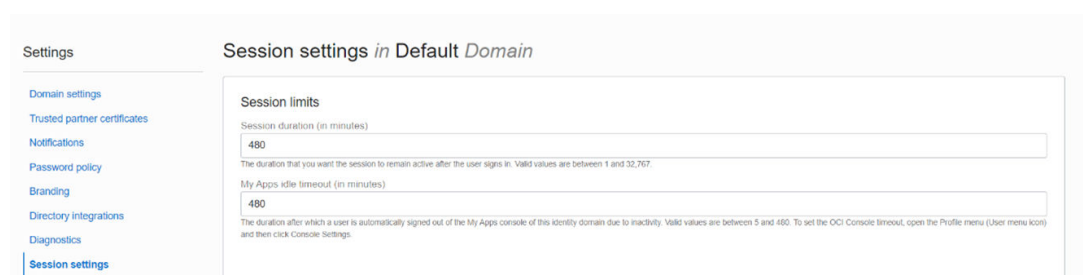 Settings
Domain settings
Trusted partner certificates
Notifications
Password policy
Branding
Directory integrations
Diagnostics
Session settings
Session settings in Default Domain
Session limits
Session duration (in minutes)
480
The duration that you want the session to remain active after the user signs in. Valid values are between 1 and 32,767.
My Apps idle timeout (in minutes)
480
The duration after which a user is automatically signed out of the My Apps console of this identity domain due to inactivity. Valid values are between 5 and 480. To set the OCI Console timeout, open the Profile menu (User menu icon)
and then click Console Settings.